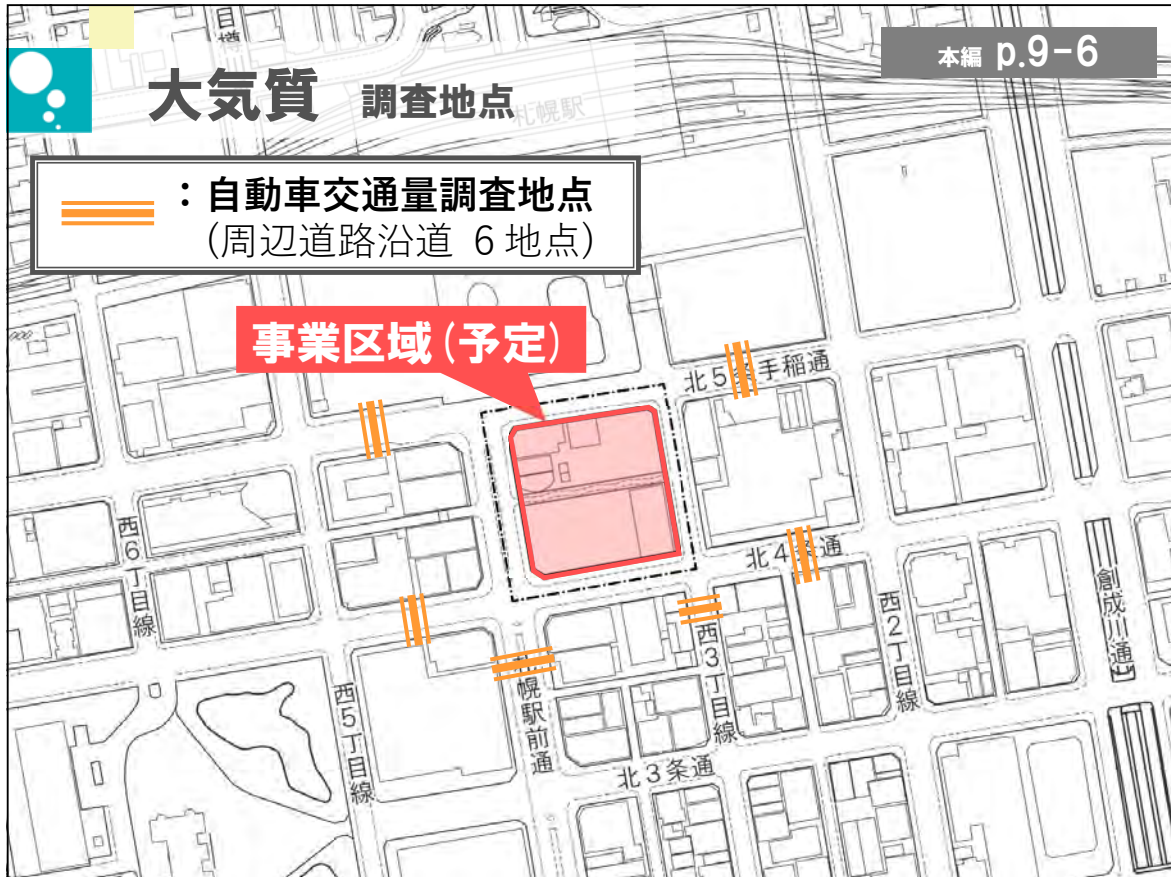 本編 p.9-6
大気質 調査地点
札幌駅
：自動車交通量調査地点
(周辺道路沿道 6地点)
事業区域(予定)
北5条手稲通
北4条通
西6丁目線
西5丁目線
札幌駅前通
西3丁目線
西2丁目線
創成川通
北3条通